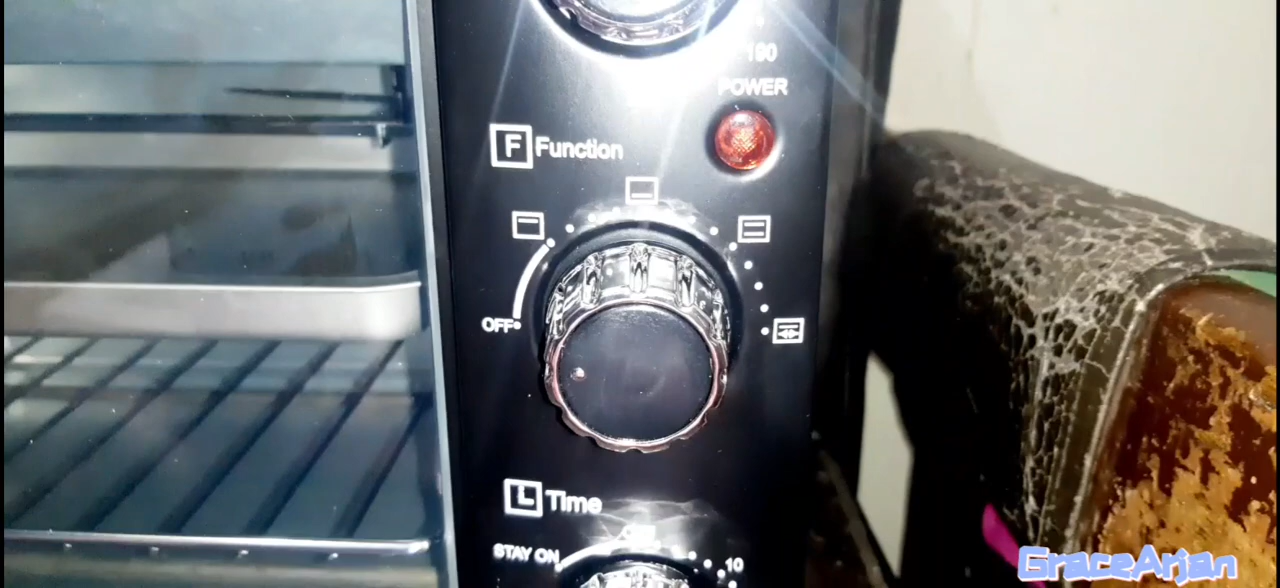 190
POWER
F Function
OFF
L Time
STAY ON
10
GraceArjan